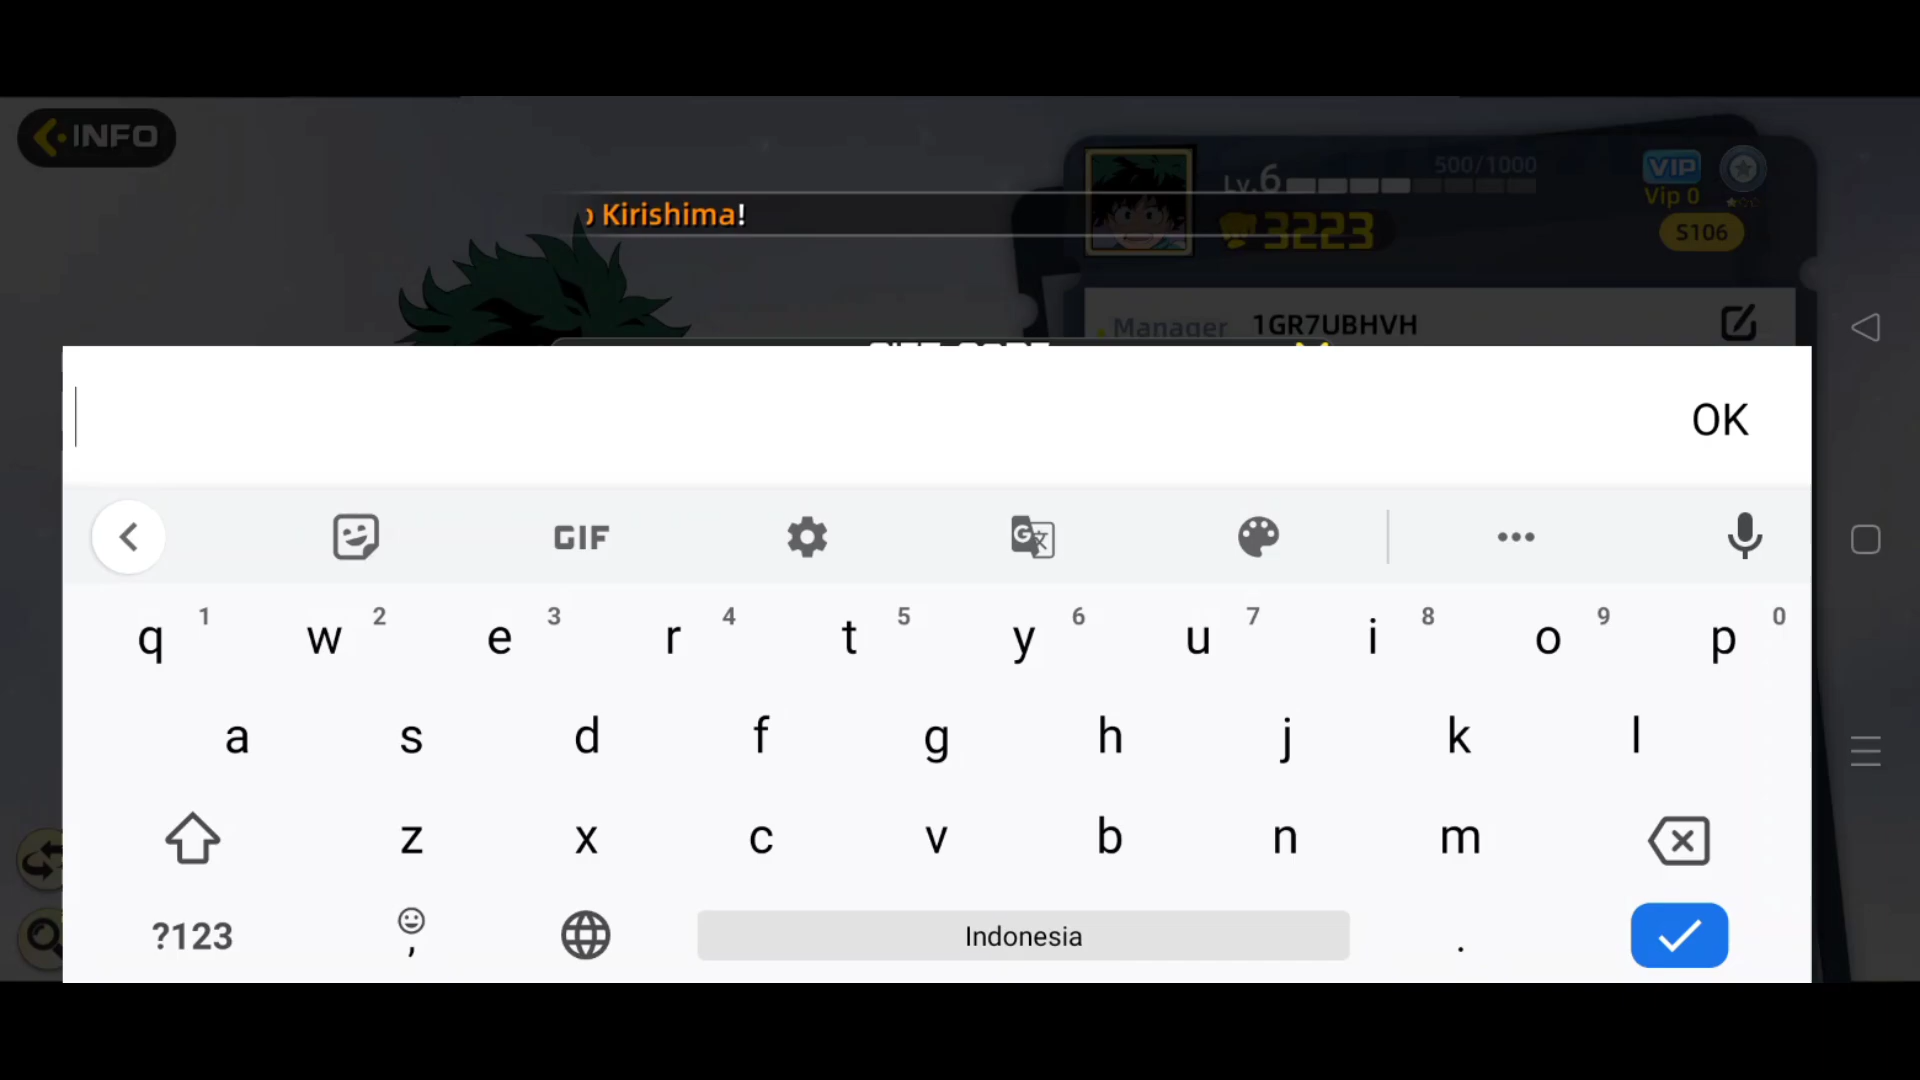 INFO
500/1000
Lv.6
VIP
Vip 0
Kirishima!
3223
S106
Manager 1GR7UBHVH
OK
GIF
1 2 3 4 5 6 7 8 9 0
q w e r t y u i o p
a s d f g h j k l
z x c v b n m
?123 , Indonesia .